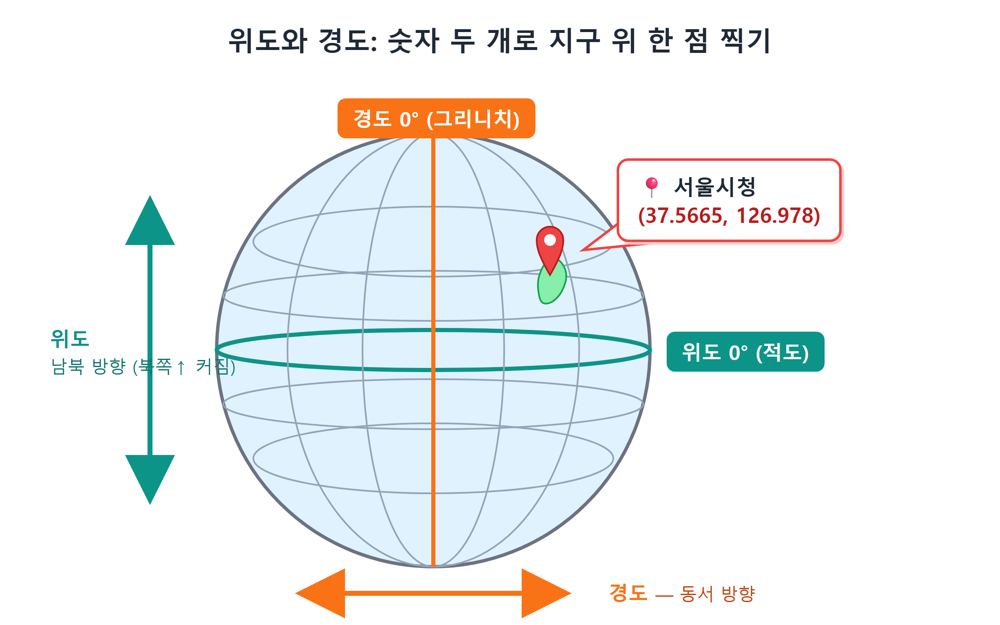 위도와 경도: 숫자 두 개로 지구 위 한 점 찍기
경도 0° (그리니치)
📍 서울시청
(37.5665, 126.978)
위도
남북 방향 (북쪽↑ 커짐)
위도 0° (적도)
경도 — 동서 방향